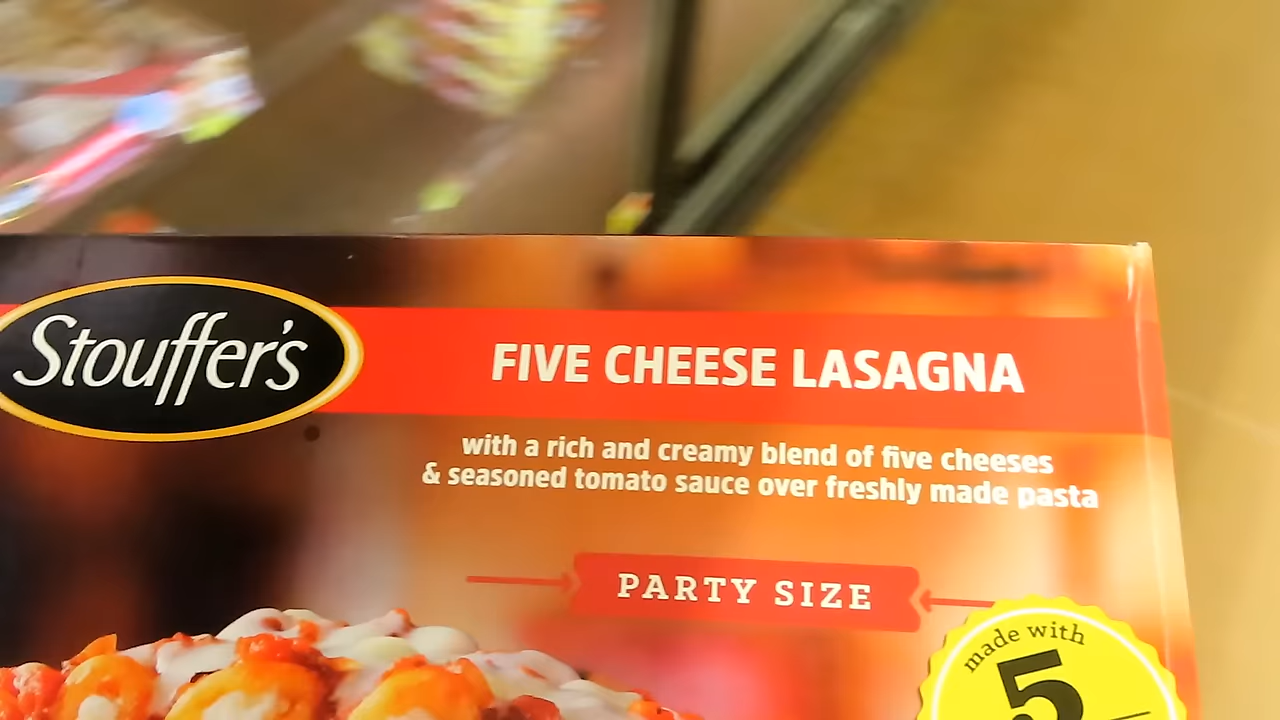 Stouffer's
FIVE CHEESE LASAGNA
with a rich and creamy blend of five cheeses
& seasoned tomato sauce over freshly made pasta
PARTY SIZE
made with
5